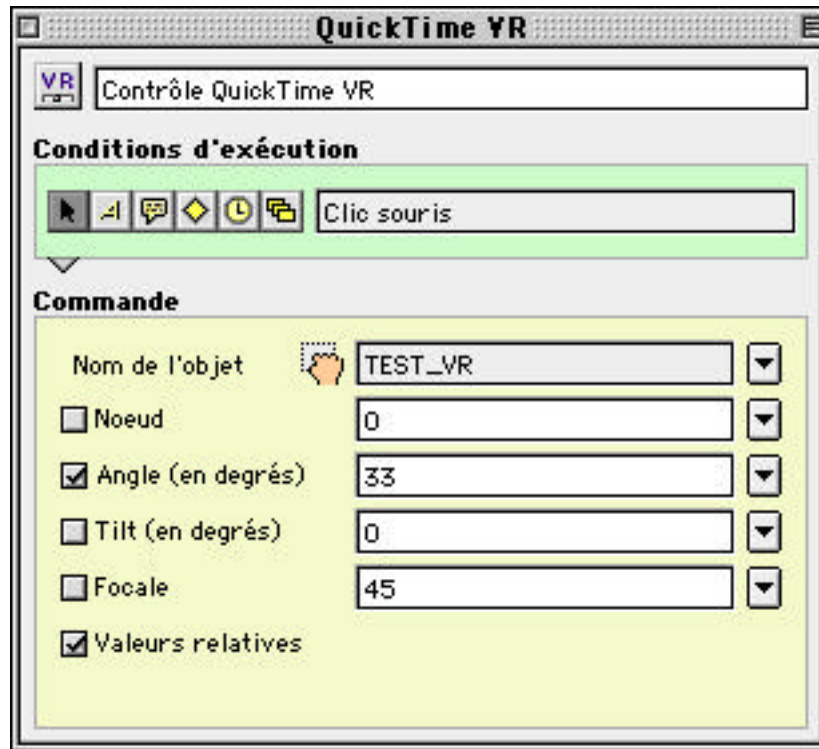 QuickTime VR
VR Contrôle QuickTime VR
Conditions d'exécution
Clic souris
Commande
Nom de l'objet TEST_VR
Noeud 0
Angle (en degrés) 33
Tilt (en degrés) 0
Focale 45
Valeurs relatives